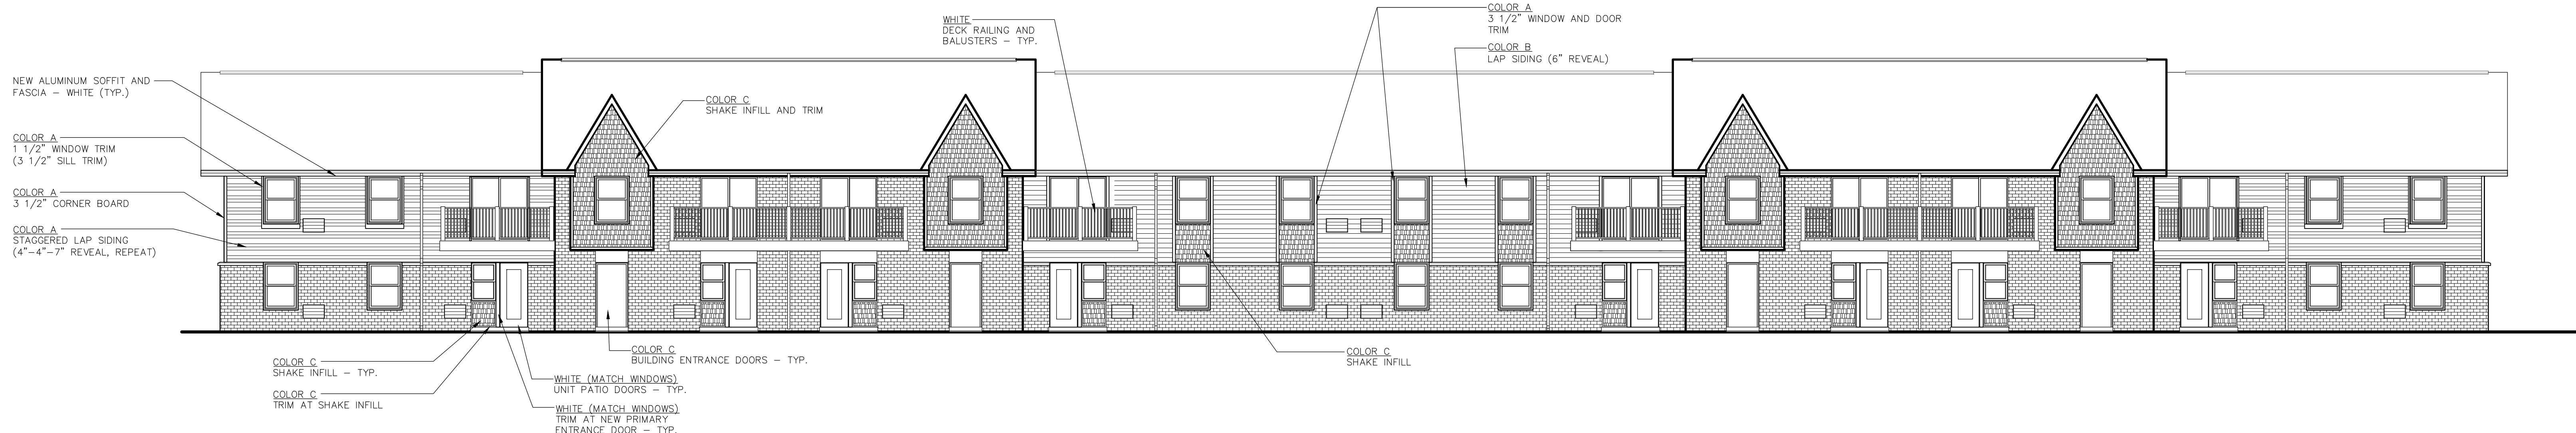 NEW ALUMINUM SOFFIT AND
FASCIA – WHITE (TYP.)
COLOR A
1 1/2" WINDOW TRIM
(3 1/2" SILL TRIM)
COLOR A
3 1/2" CORNER BOARD
COLOR A
STAGGERED LAP SIDING
(4"–4"–7" REVEAL, REPEAT)
COLOR C
SHAKE INFILL AND TRIM
WHITE
DECK RAILING AND
BALUSTERS – TYP.
COLOR A
3 1/2" WINDOW AND DOOR
TRIM
COLOR B
LAP SIDING (6" REVEAL)
COLOR C
SHAKE INFILL – TYP.
COLOR C
TRIM AT SHAKE INFILL
COLOR C
BUILDING ENTRANCE DOORS – TYP.
WHITE (MATCH WINDOWS)
UNIT PATIO DOORS – TYP.
WHITE (MATCH WINDOWS)
TRIM AT NEW PRIMARY
ENTRANCE DOOR – TYP.
COLOR C
SHAKE INFILL